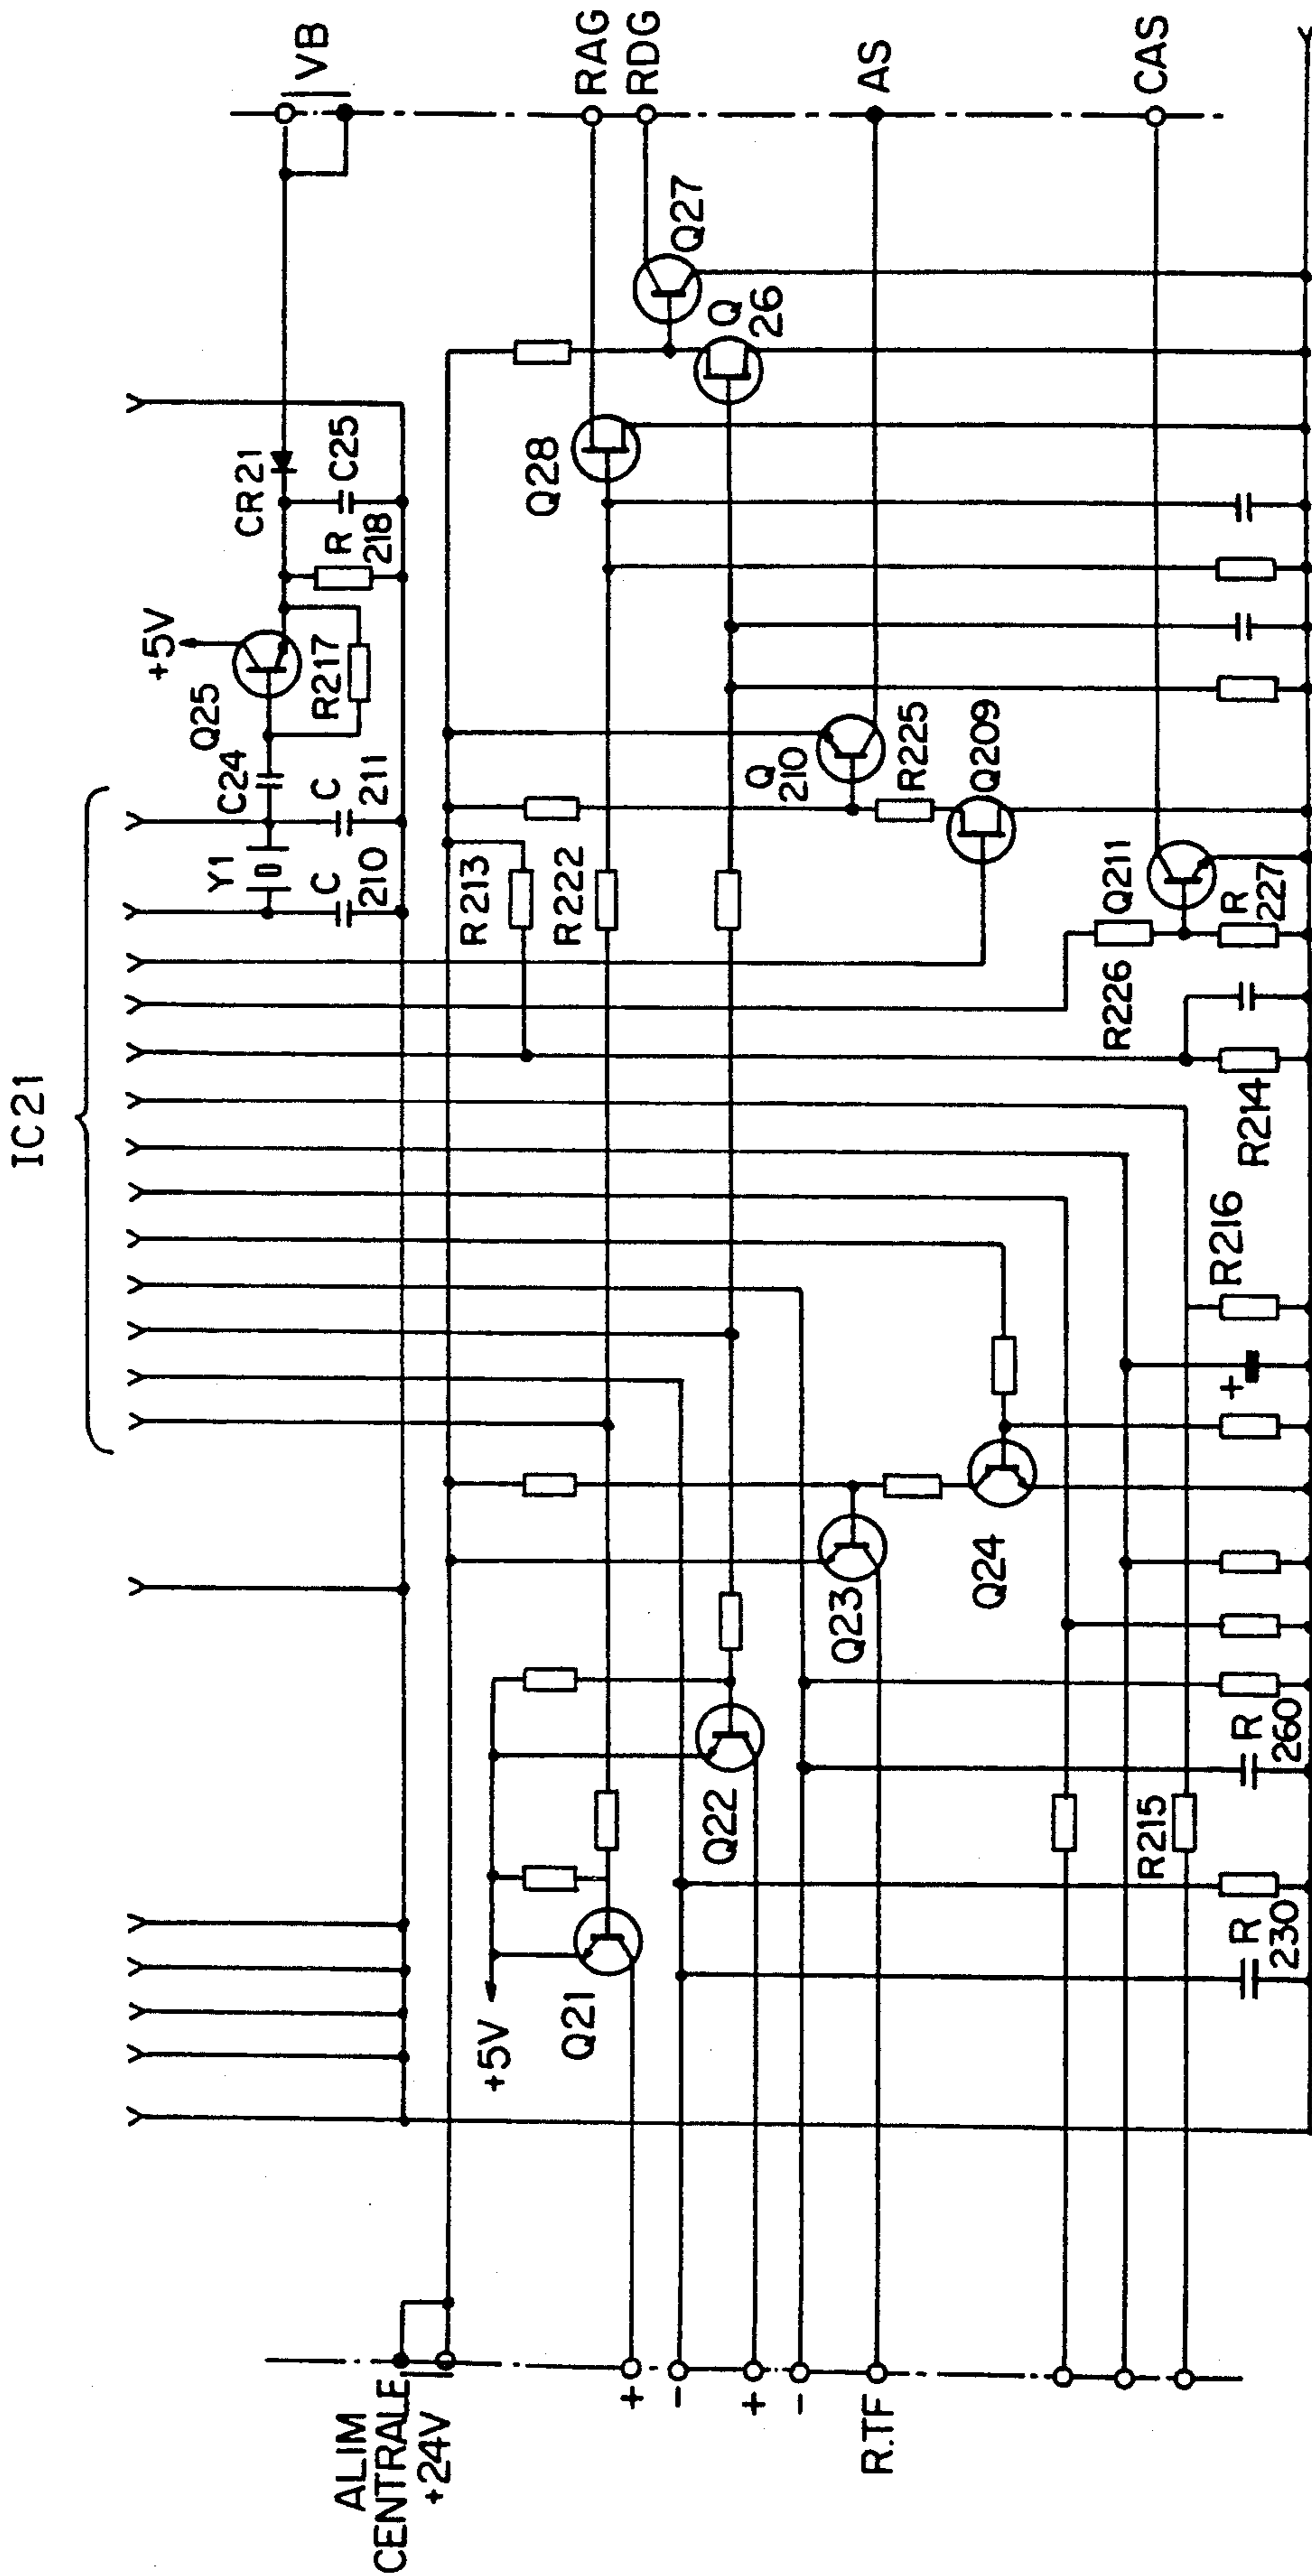 IC21
ALIM
CENTRALE
+24V
+
-
+
-
R.TF
+5V
Q21
Q22
Q23
Q24
R
230
R215
R
260
+
R216
R214
R226
R
227
Q211
R213
R222
Q
210
R225
Q209
Y1
C
210
C
211
C24
Q25
+5V
R217
R
218
CR21
C25
Q28
Q
26
Q27
VB
RAG
RDG
AS
CAS